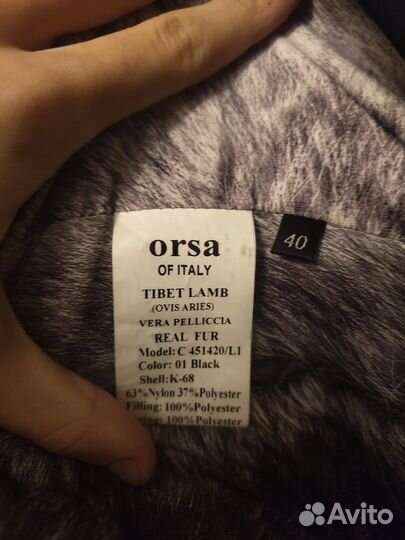 orsa
OF ITALY
TIBET LAMB
(OVIS ARIES)
VERA PELLICCIA
REAL FUR
Model: C 451420/L1
Color: 01 Black
Shell: K-68
63%Nylon 37%Polyester
Filling: 100%Polyester
100%Polyester
40
Avito